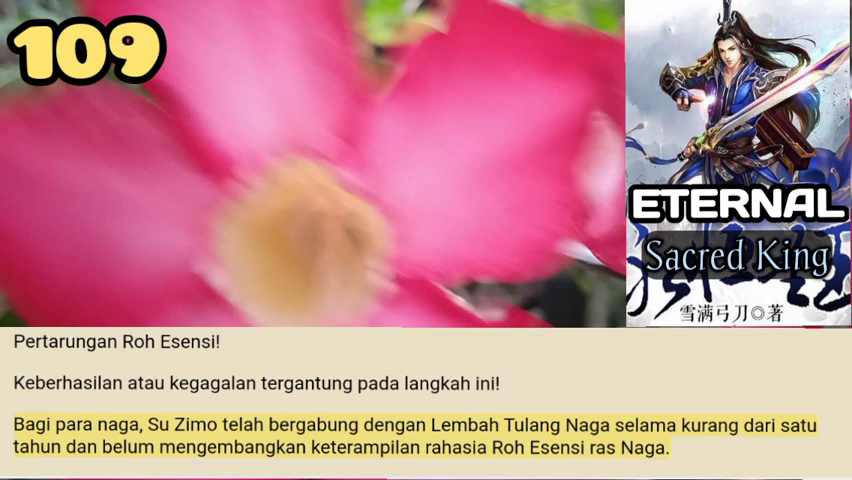 109
ETERNAL
Sacred King
雪满弓刀◎著
Pertarungan Roh Esensi!
Keberhasilan atau kegagalan tergantung pada langkah ini!
Bagi para naga, Su Zimo telah bergabung dengan Lembah Tulang Naga selama kurang dari satu
tahun dan belum mengembangkan keterampilan rahasia Roh Esensi ras Naga.